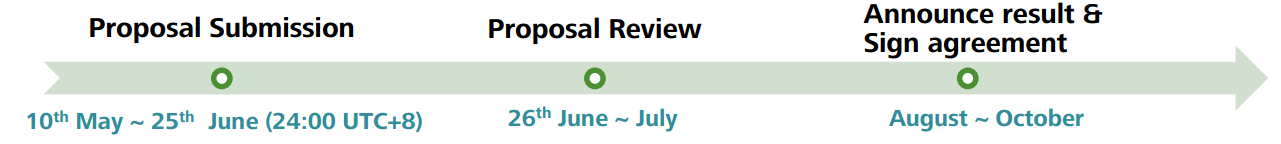 Proposal Submission
Proposal Review
Announce result &
Sign agreement
10th May ~ 25th June (24:00 UTC+8)
26th June ~ July
August ~ October